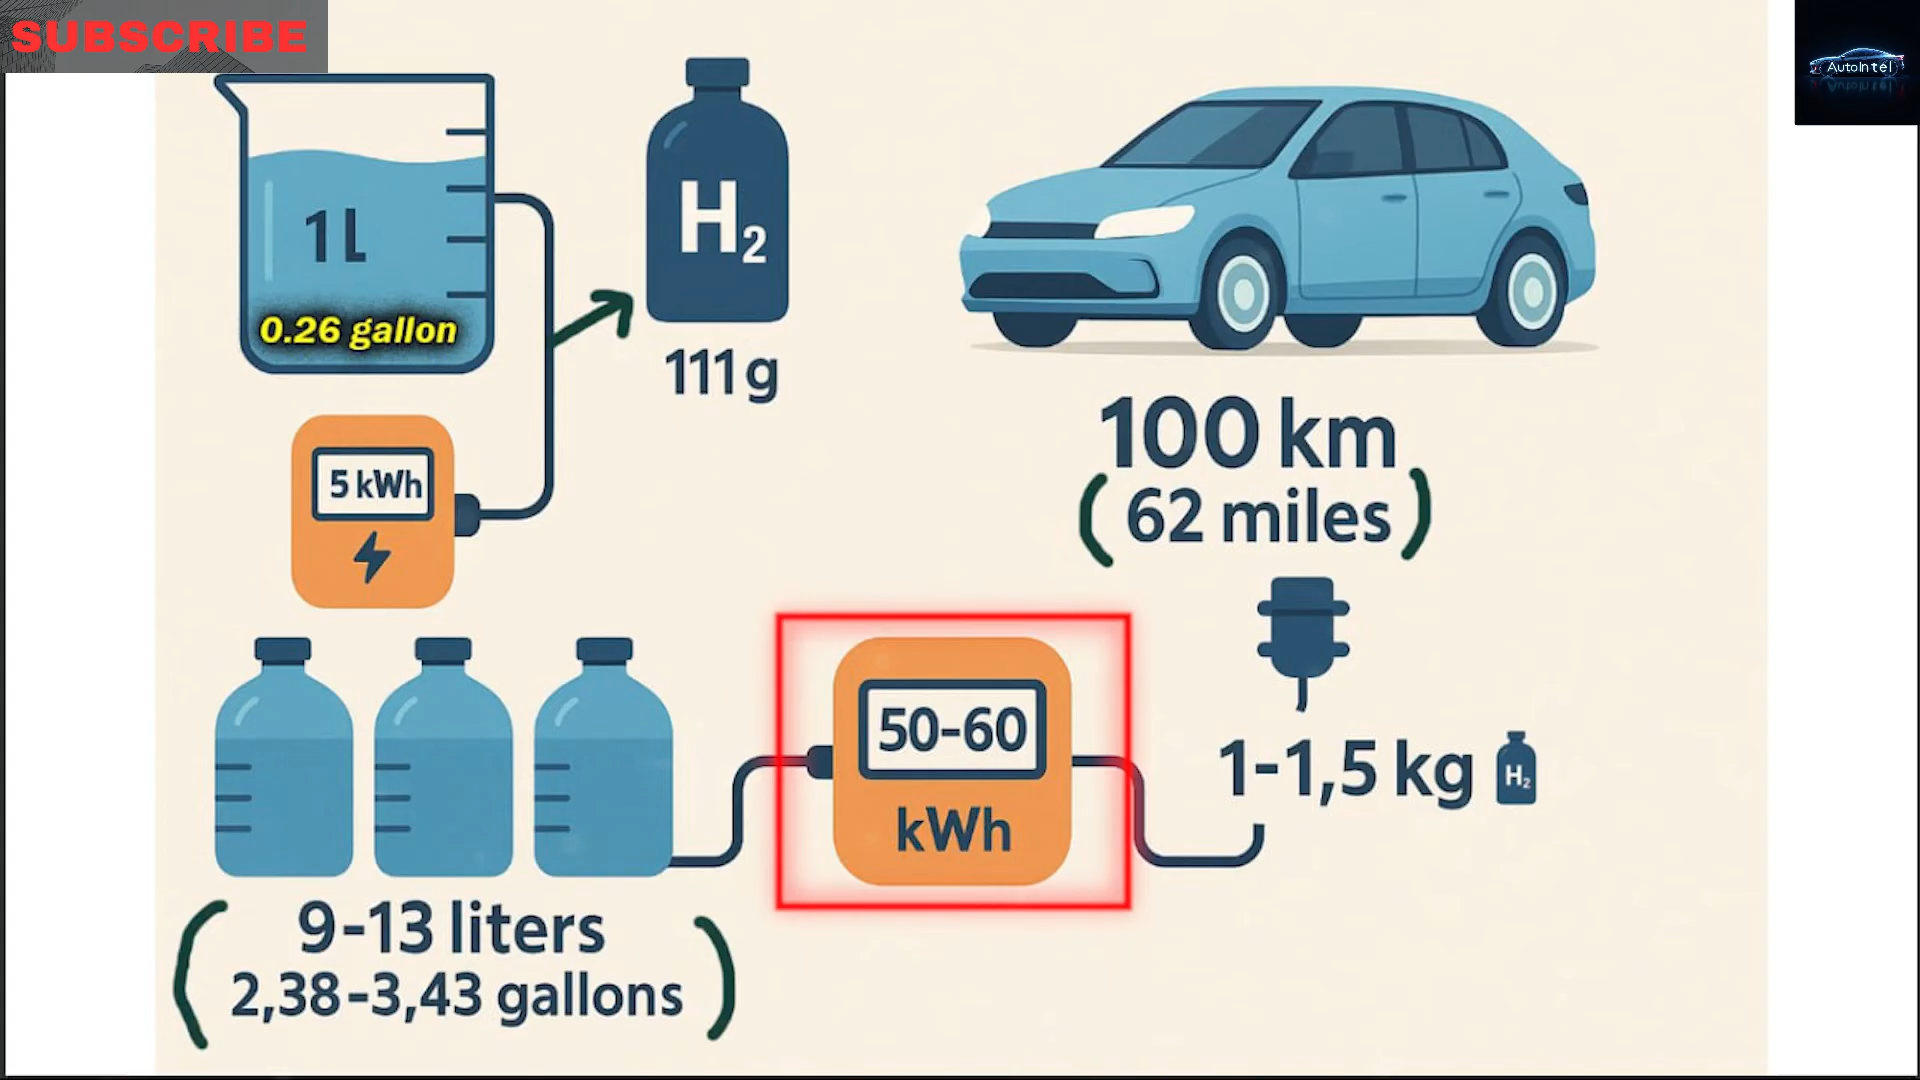 SUBSCRIBE
AutoIntel
1L
0.26 gallon
H₂
111g
5 kWh
100 km
(62 miles)
50-60
kWh
1-1,5 kg
H₂
(9-13 liters
2,38-3,43 gallons)